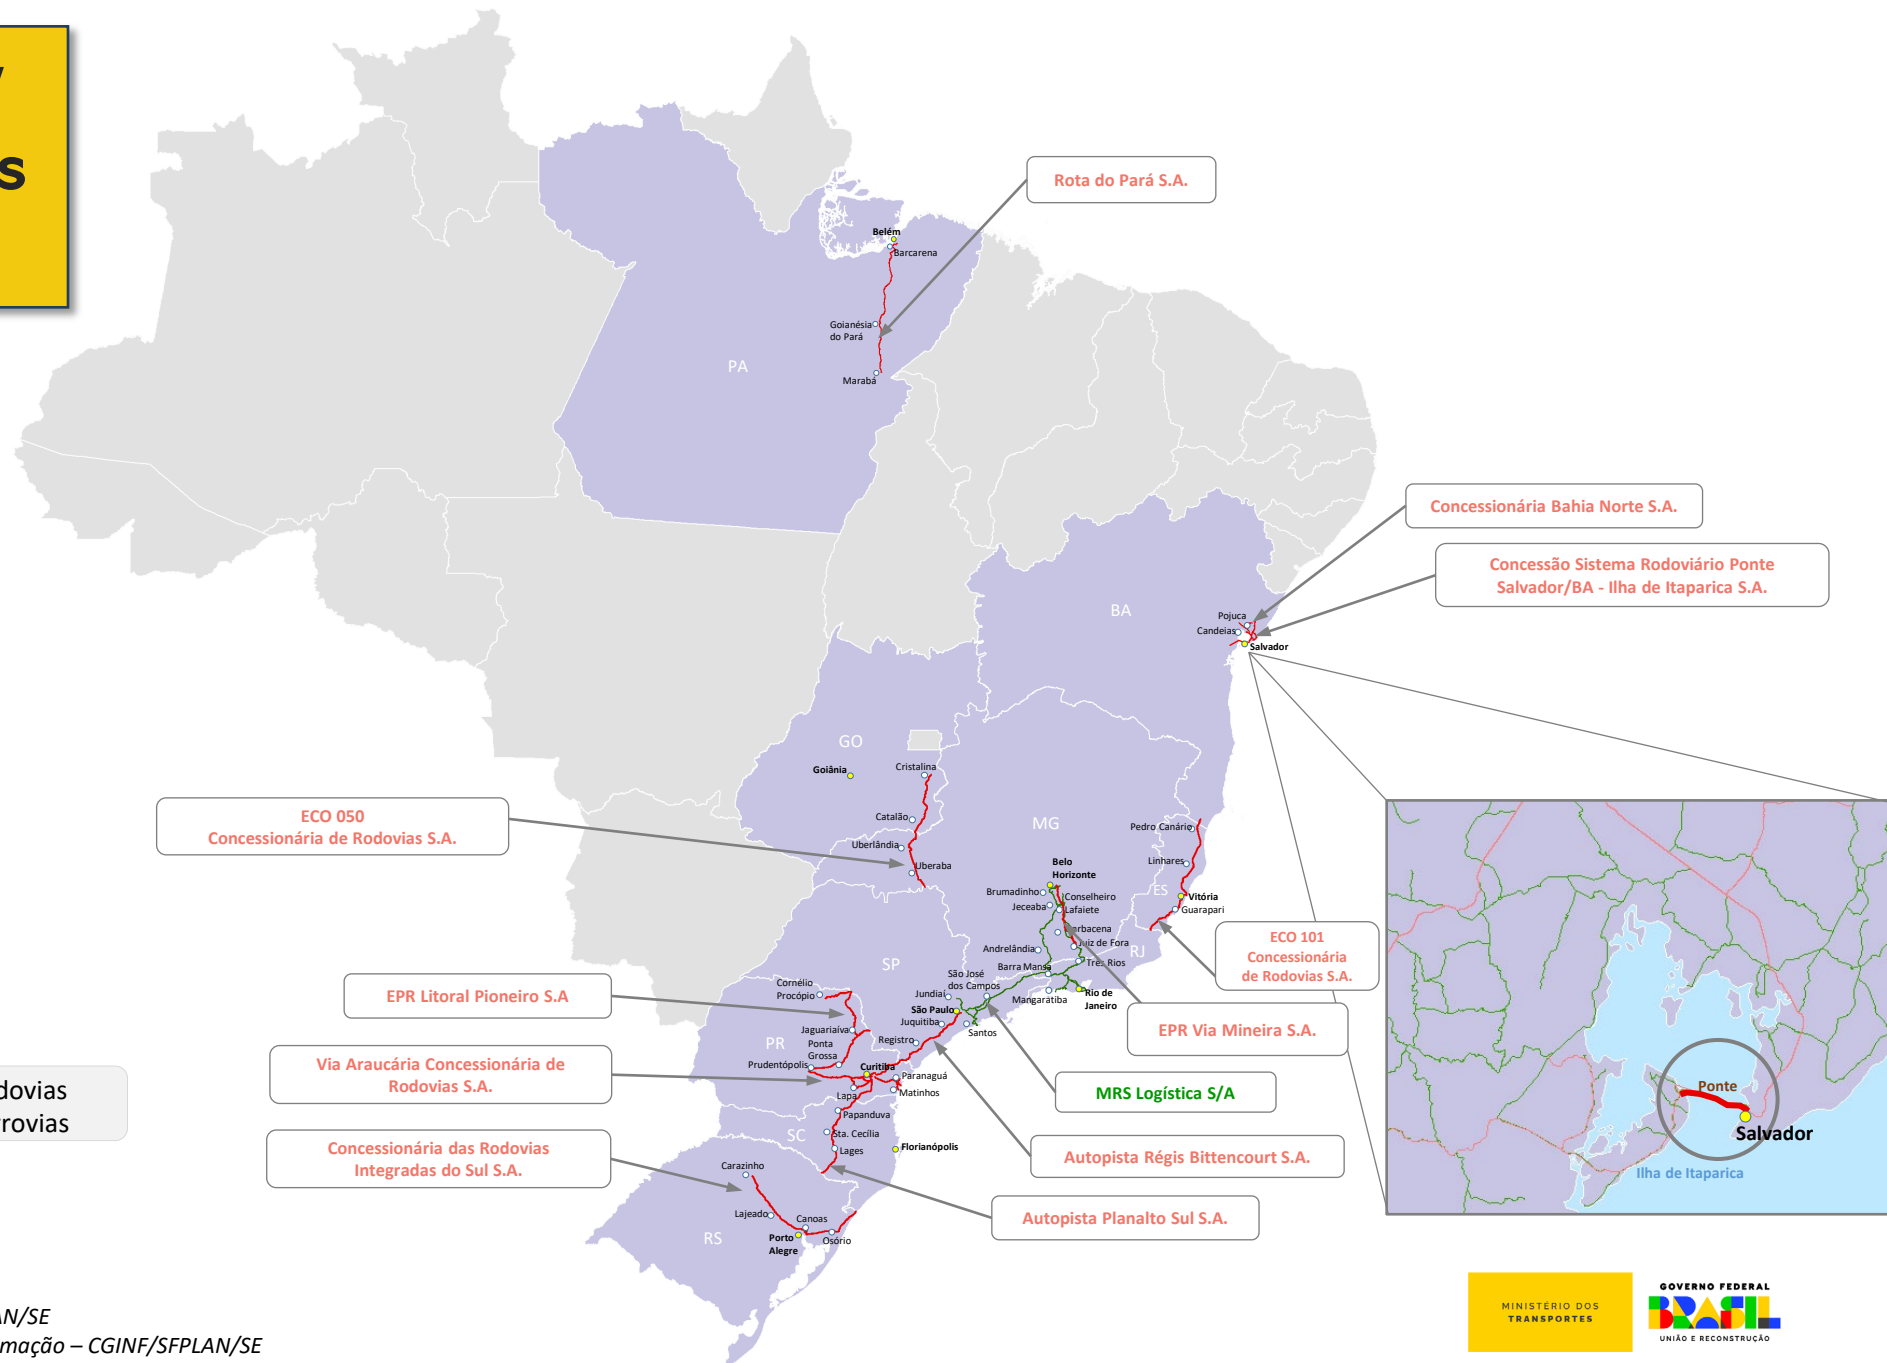 s
Rota do Pará S.A.
Belém
Barcarena
Goianésia
do Pará
PA
Marabá
Concessionária Bahia Norte S.A.
Concessão Sistema Rodoviário Ponte
Salvador/BA - Ilha de Itaparica S.A.
BA
Pojuca
Candeias
Salvador
GO
Goiânia
Cristalina
ECO 050
Concessionária de Rodovias S.A.
Catalão
Uberlândia
Uberaba
MG
Pedro Canário
Linhares
ES
Vitória
Guarapari
Belo
Horizonte
Brumadinho
Conselheiro
Jeceaba
Lafaiete
Barbacena
Andrelândia
Juiz de Fora
RJ
ECO 101
Concessionária
de Rodovias S.A.
SP
Barra Mansa
Três Rios
São José
dos Campos
Jundiaí
Mangaratiba
Rio de
Janeiro
São Paulo
Juquitiba
Santos
Registro
EPR Via Mineira S.A.
EPR Litoral Pioneiro S.A
Cornélio
Procópio
Jaguariaíva
PR
Ponta
Grossa
Prudentópolis
Curitiba
Paranaguá
Matinhos
Lapa
Via Araucária Concessionária de
Rodovias S.A.
MRS Logística S/A
Papanduva
SC
Sta. Cecília
Lages
Florianópolis
Concessionária das Rodovias
Integradas do Sul S.A.
Autopista Régis Bittencourt S.A.
Carazinho
Lajeado
Canoas
RS
Porto
Alegre
Osório
Autopista Planalto Sul S.A.
Ponte
Salvador
Ilha de Itaparica
dovias
rovias
AN/SE
rmação – CGINF/SFPLAN/SE
MINISTÉRIO DOS
TRANSPORTES
GOVERNO FEDERAL
BRASIL
UNIÃO E RECONSTRUÇÃO